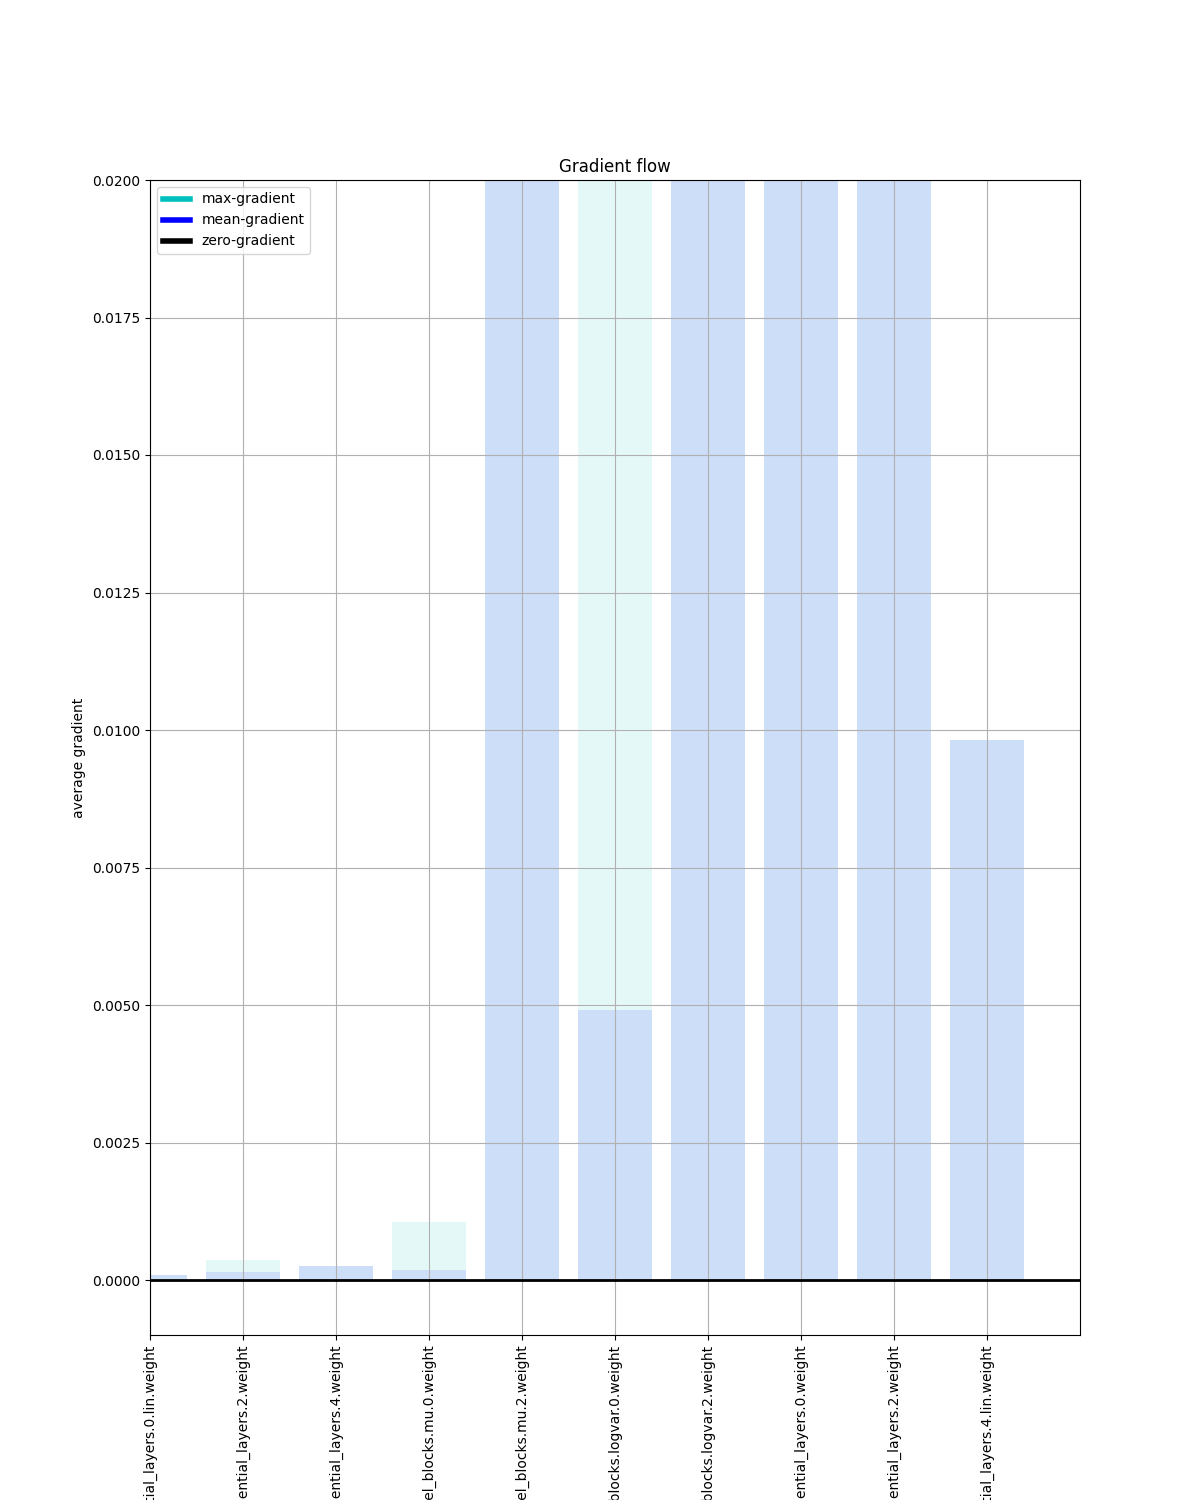 Gradient flow
max-gradient
mean-gradient
zero-gradient
0.0200
0.0175
0.0150
0.0125
0.0100
0.0075
0.0050
0.0025
0.0000
average gradient
tial_layers.0.lin.weight
ential_layers.2.weight
ential_layers.4.weight
el_blocks.mu.0.weight
el_blocks.mu.2.weight
blocks.logvar.0.weight
blocks.logvar.2.weight
ential_layers.0.weight
ential_layers.2.weight
tial_layers.4.lin.weight